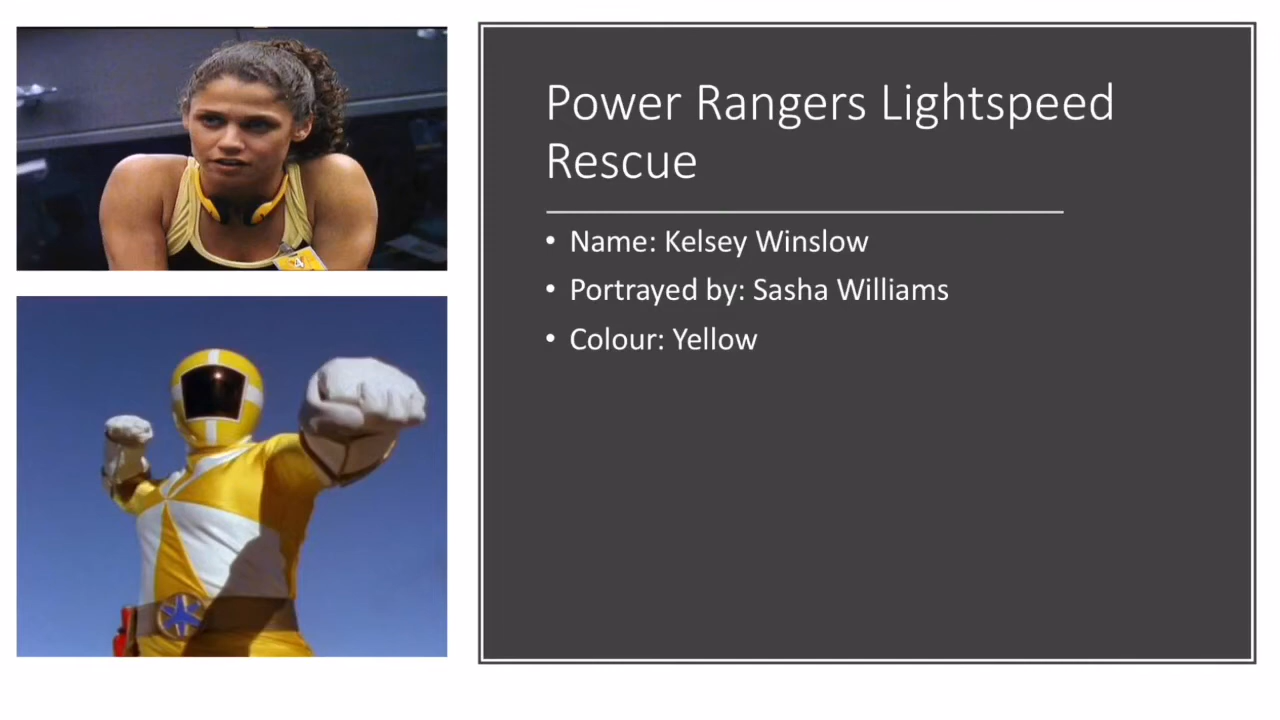 Power Rangers Lightspeed
Rescue
• Name: Kelsey Winslow
• Portrayed by: Sasha Williams
• Colour: Yellow